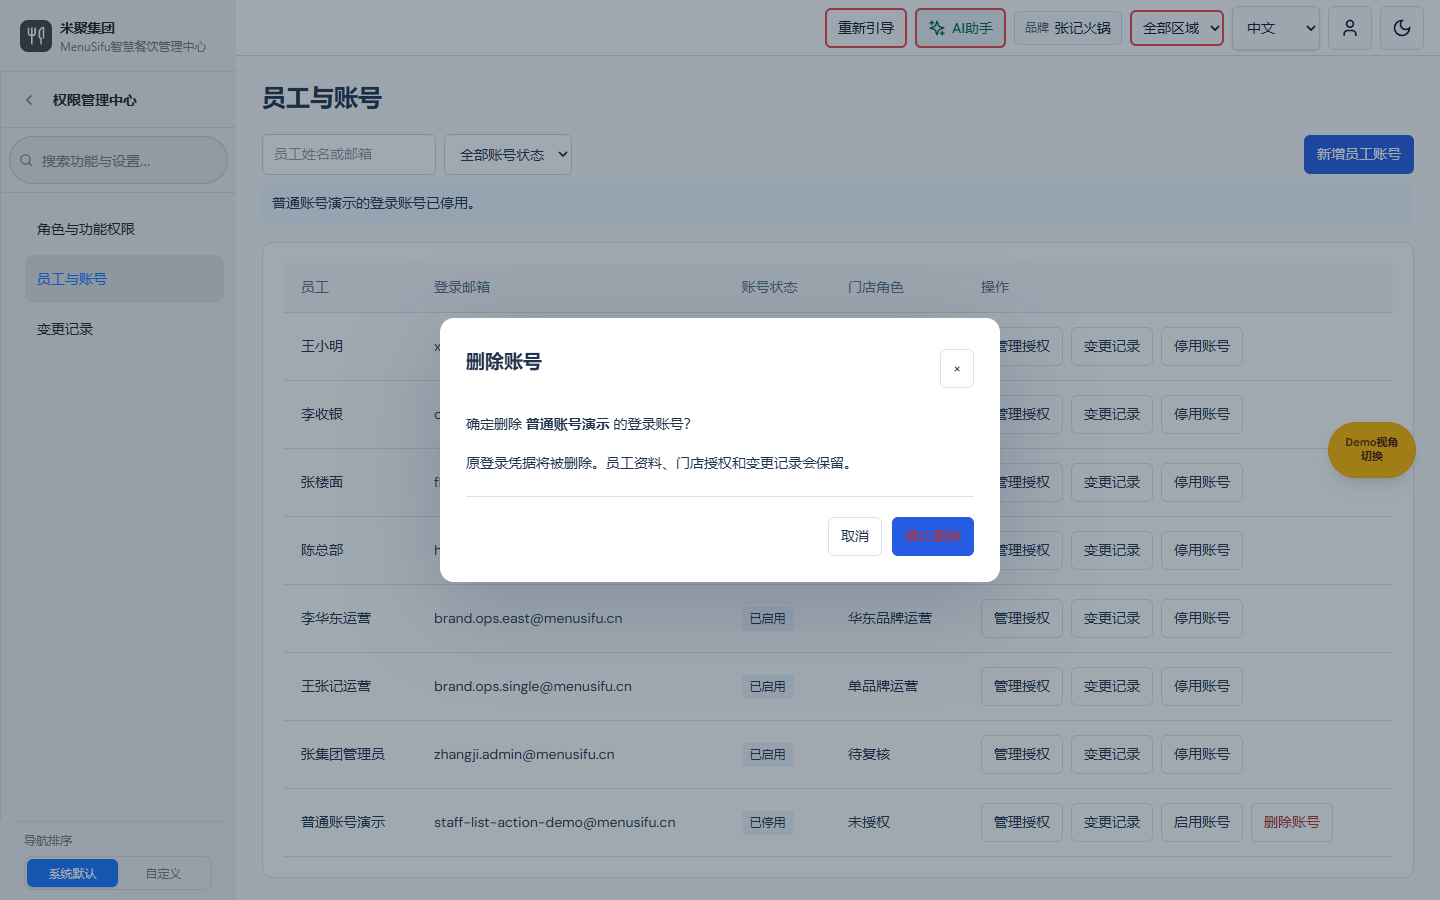 米聚集团
MenuSifu智慧餐饮管理中心
重新引导
AI助手
品牌 张记火锅
全部区域
中文
权限管理中心
搜索功能与设置...
角色与功能权限
员工与账号
变更记录
导航排序
系统默认
自定义
员工与账号
员工姓名或邮箱
全部账号状态
新增员工账号
普通账号演示的登录账号已停用。
员工 登录邮箱 账号状态 门店角色 操作
王小明 管理授权 变更记录 停用账号
李收银 管理授权 变更记录 停用账号
张楼面 管理授权 变更记录 停用账号
陈总部 管理授权 变更记录 停用账号
李华东运营 brand.ops.east@menusifu.cn 已启用 华东品牌运营 管理授权 变更记录 停用账号
王张记运营 brand.ops.single@menusifu.cn 已启用 单品牌运营 管理授权 变更记录 停用账号
张集团管理员 zhangji.admin@menusifu.cn 已启用 待复核 管理授权 变更记录 停用账号
普通账号演示 staff-list-action-demo@menusifu.cn 已停用 未授权 管理授权 变更记录 启用账号 删除账号
删除账号
×
确定删除 普通账号演示 的登录账号？
原登录凭据将被删除。员工资料、门店授权和变更记录会保留。
取消
确认删除
Demo视角
切换